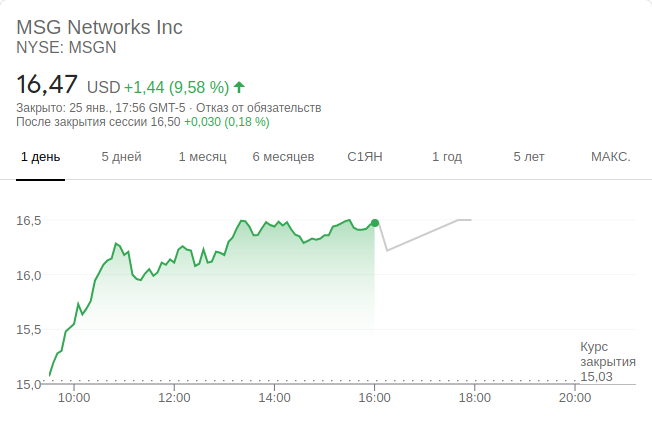 MSG Networks Inc
NYSE: MSGN
16,47 USD +1,44 (9,58 %)
Закрыто: 25 янв., 17:56 GMT-5 · Отказ от обязательств
После закрытия сессии 16,50 +0,030 (0,18 %)
1 день 5 дней 1 месяц 6 месяцев С1ЯН 1 год 5 лет МАКС.
16,5
16,0
15,5
Курс
закрытия
15,03
15,0
10:00 12:00 14:00 16:00 18:00 20:00